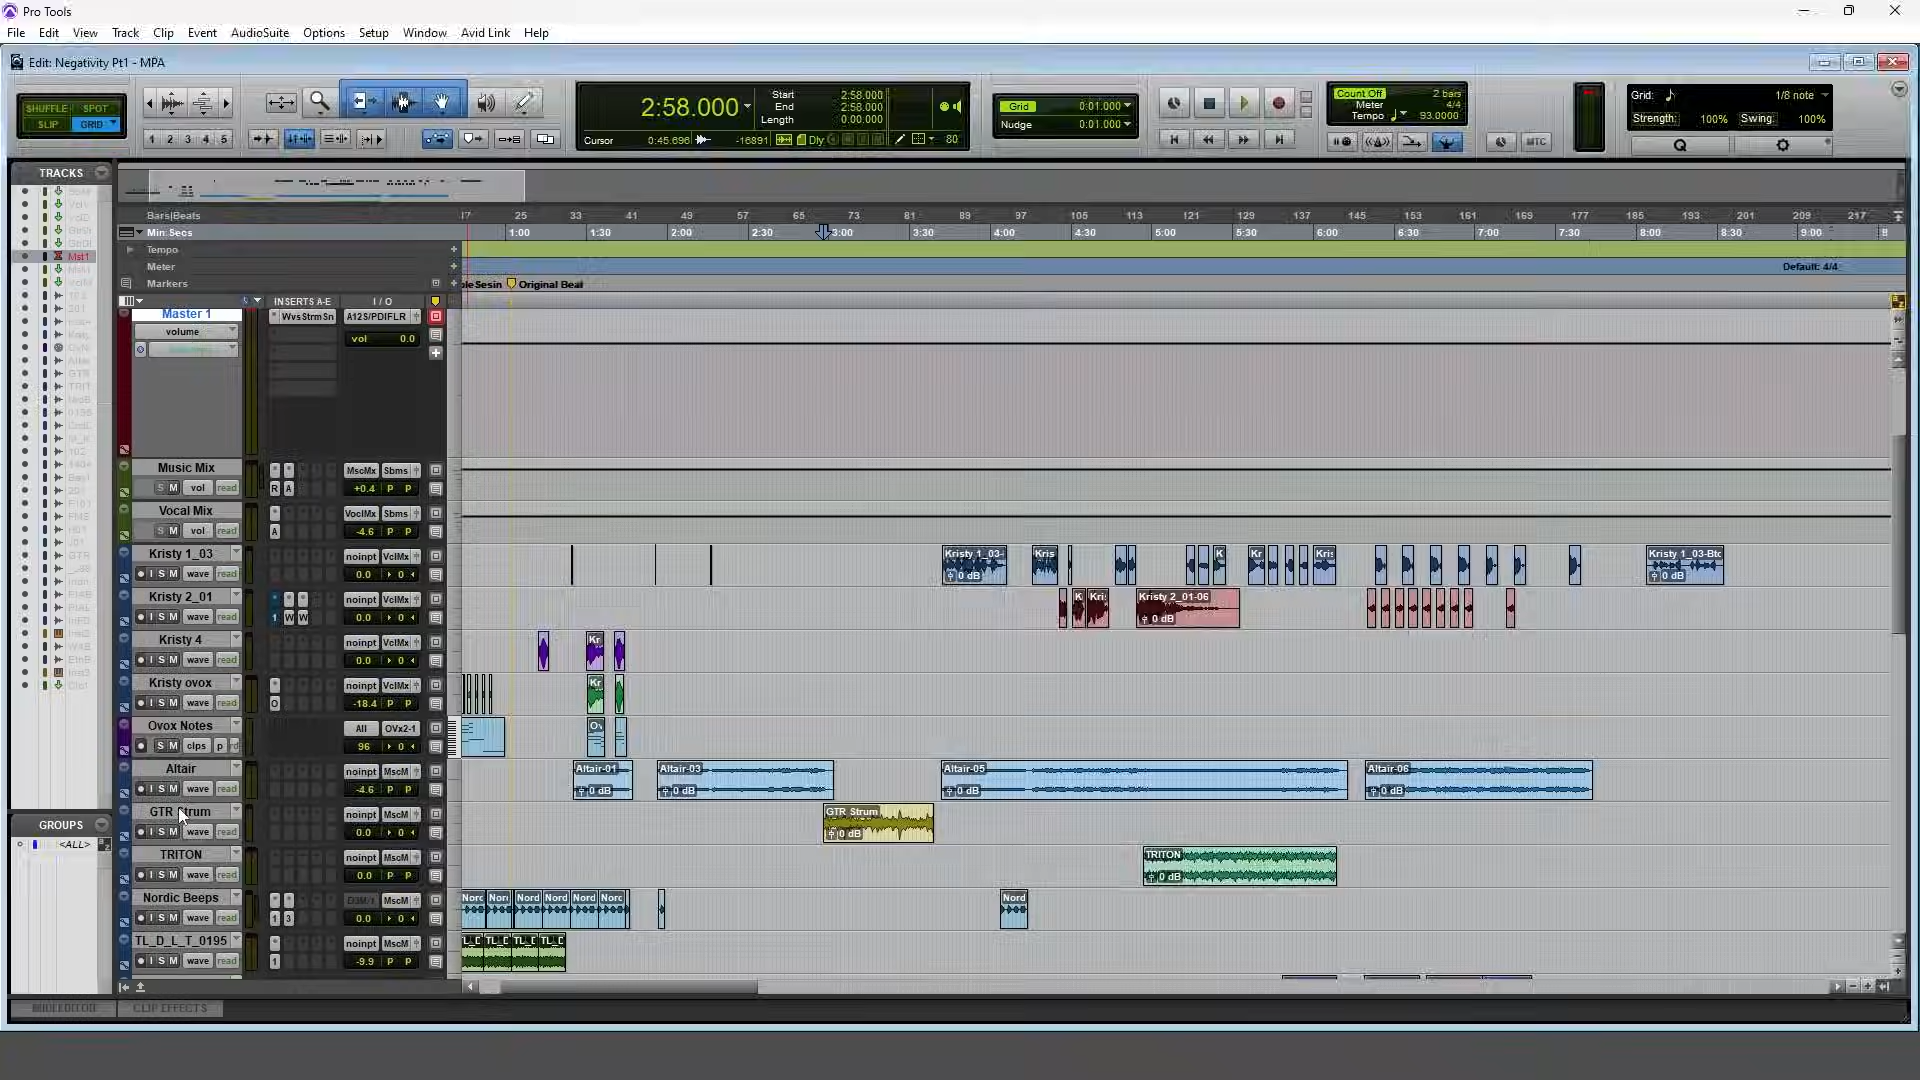 Pro Tools
File Edit View Track Clip Event AudioSuite Options Setup Window Avid Link Help
Edit: Negativity Pt1 - MPA
SHUFFLE SPOT
SLIP GRID
1 2 3 4 5
2:58.000
Start 2:58.000
End 2:58.000
Length 0:00.000
Cursor 0:45.696 -16891 Dly 80
Grid 0:01.000
Nudge 0:01.000
Count Off 2 bars
Meter 4/4
Tempo 93.0000
MTC
Grid: 1/8 note
Strength: 100% Swing: 100%
Q
TRACKS
Mst1
Bars|Beats 17 25 33 41 49 57 65 73 81 89 97 105 113 121 129 137 145 153 161 169 177 185 193 201 209 217
Min:Secs 1:00 1:30 2:00 2:30 3:00 3:30 4:00 4:30 5:00 5:30 6:00 6:30 7:00 7:30 8:00 8:30 9:00
Tempo
Meter Default: 4/4
Markers Original Beat
INSERTS A-E I / O
Master 1 WvsStrmSn A12S/PDIFLR
volume vol 0.0
Music Mix MscMx Sbms
S M vol read R A +0.4 P P
Vocal Mix VoclMx Sbms
S M vol read A -4.6 P P
Kristy 1_03 noinpt VclMx Kristy 1_03- Kris K Kr Kris Kristy 1_03-Btc
I S M wave read 0.0 0 0 dB 0 dB
Kristy 2_01 noinpt VclMx K Kri Kristy 2_01-06
I S M wave read 1 W W 0.0 0 0 dB
Kristy 4 noinpt VclMx Kr
I S M wave read 0.0 0
Kristy ovox noinpt VclMx Kr
I S M wave read O -18.4 P P
Ovox Notes All OVx2-1 Ov
S M clps p 96 0
Altair noinpt MscM Altair-01 Altair-03 Altair-05 Altair-06
I S M wave read -4.6 P P 0 dB 0 dB 0 dB 0 dB
GTR Strum noinpt MscM GTR Strum
I S M wave read 0.0 0 0 dB
TRITON noinpt MscM TRITON
I S M wave read 0.0 P P 0 dB
Nordic Beeps MscM Nord Nord Nord Nord Nord Nord Nord
I S M wave read 1 3 0.0 0
TL_D_L_T_0195 noinpt MscM
I S M wave read 1 -9.9 P P
GROUPS
<ALL>
MIDI EDITOR CLIP EFFECTS